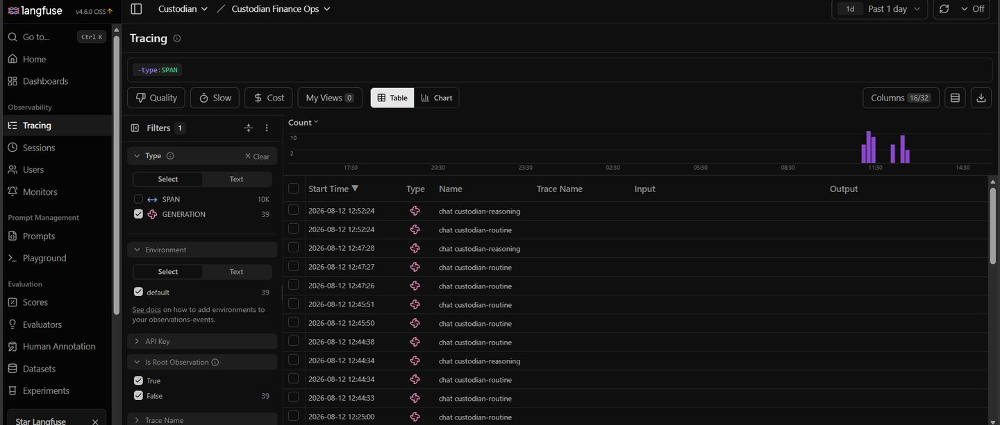 langfuse v4.6.0 OSS
Custodian / Custodian Finance Ops
1d Past 1 day Off
Go to... Ctrl K
Home
Dashboards
Observability
Tracing
Sessions
Users
Monitors
Prompt Management
Prompts
Playground
Evaluation
Scores
Evaluators
Human Annotation
Datasets
Experiments
Star Langfuse
Tracing
-type:SPAN
Quality Slow Cost My Views 0 Table Chart Columns 16/32
Filters 1
Type Clear
Select Text
SPAN 10K
GENERATION 39
Environment
Select Text
default 39
See docs on how to add environments to
your observations-events.
API Key
Is Root Observation
True
False 39
Trace Name
Count
10
2
17:30 20:30 23:30 02:30 05:30 08:30 11:30 14:30
Start Time Type Name Trace Name Input Output
2026-08-12 12:52:24 chat custodian-reasoning
2026-08-12 12:52:24 chat custodian-routine
2026-08-12 12:47:28 chat custodian-reasoning
2026-08-12 12:47:27 chat custodian-routine
2026-08-12 12:47:26 chat custodian-routine
2026-08-12 12:45:51 chat custodian-routine
2026-08-12 12:45:50 chat custodian-routine
2026-08-12 12:44:38 chat custodian-routine
2026-08-12 12:44:34 chat custodian-reasoning
2026-08-12 12:44:34 chat custodian-routine
2026-08-12 12:44:33 chat custodian-routine
2026-08-12 12:25:00 chat custodian-routine